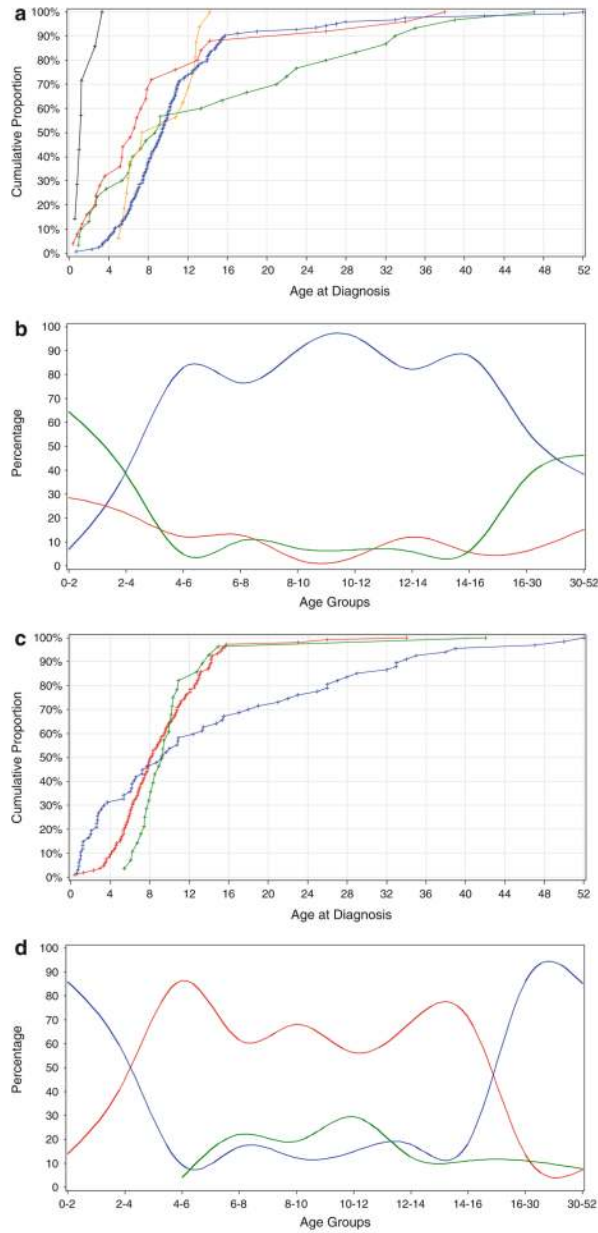 a
100%
90%
80%
70%
60%
50%
40%
30%
20%
10%
0%
Cumulative Proportion
0 4 8 12 16 20 24 28 32 36 40 44 48 52
Age at Diagnosis
b
100
90
80
70
60
50
40
30
20
10
0
Percentage
0-2 2-4 4-6 6-8 8-10 10-12 12-14 14-16 16-30 30-52
Age Groups
c
100%
90%
80%
70%
60%
50%
40%
30%
20%
10%
0%
Cumulative Proportion
0 4 8 12 16 20 24 28 32 36 40 44 48 52
Age at Diagnosis
d
100
90
80
70
60
50
40
30
20
10
0
Percentage
0-2 2-4 4-6 6-8 8-10 10-12 12-14 14-16 16-30 30-52
Age Groups